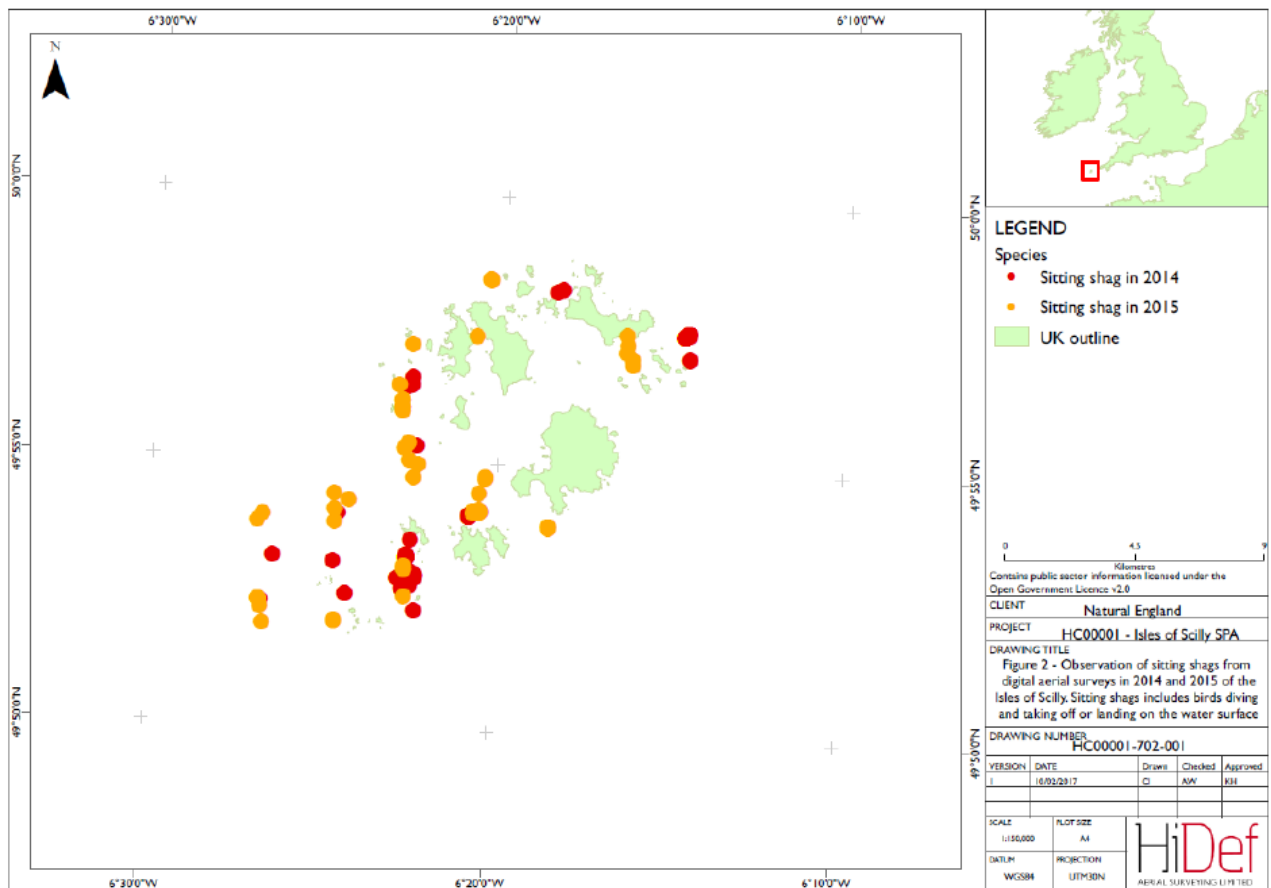 6°30'0"W
6°20'0"W
6°10'0"W
N
50°0'0"N
50°0'0"N
49°55'0"N
49°55'0"N
49°50'0"N
49°50'0"N
6°30'0"W
6°20'0"W
6°10'0"W
LEGEND
Species
Sitting shag in 2014
Sitting shag in 2015
UK outline
0 4.5 9
Kilometres
Contains public sector information licensed under the
Open Government Licence v2.0
CLIENT
Natural England
PROJECT
HC00001 - Isles of Scilly SPA
DRAWING TITLE
Figure 2 - Observation of sitting shags from
digital aerial surveys in 2014 and 2015 of the
Isles of Scilly. Sitting shags includes birds diving
and taking off or landing on the water surface
DRAWING NUMBER
HC00001-702-001
VERSION DATE Drawn Checked Approved
1 10/02/2017 CI AW KH
SCALE
1:150,000
PLOT SIZE
A4
DATUM
WGS84
PROJECTION
UTM30N
HiDef
AERIAL SURVEYING LIMITED